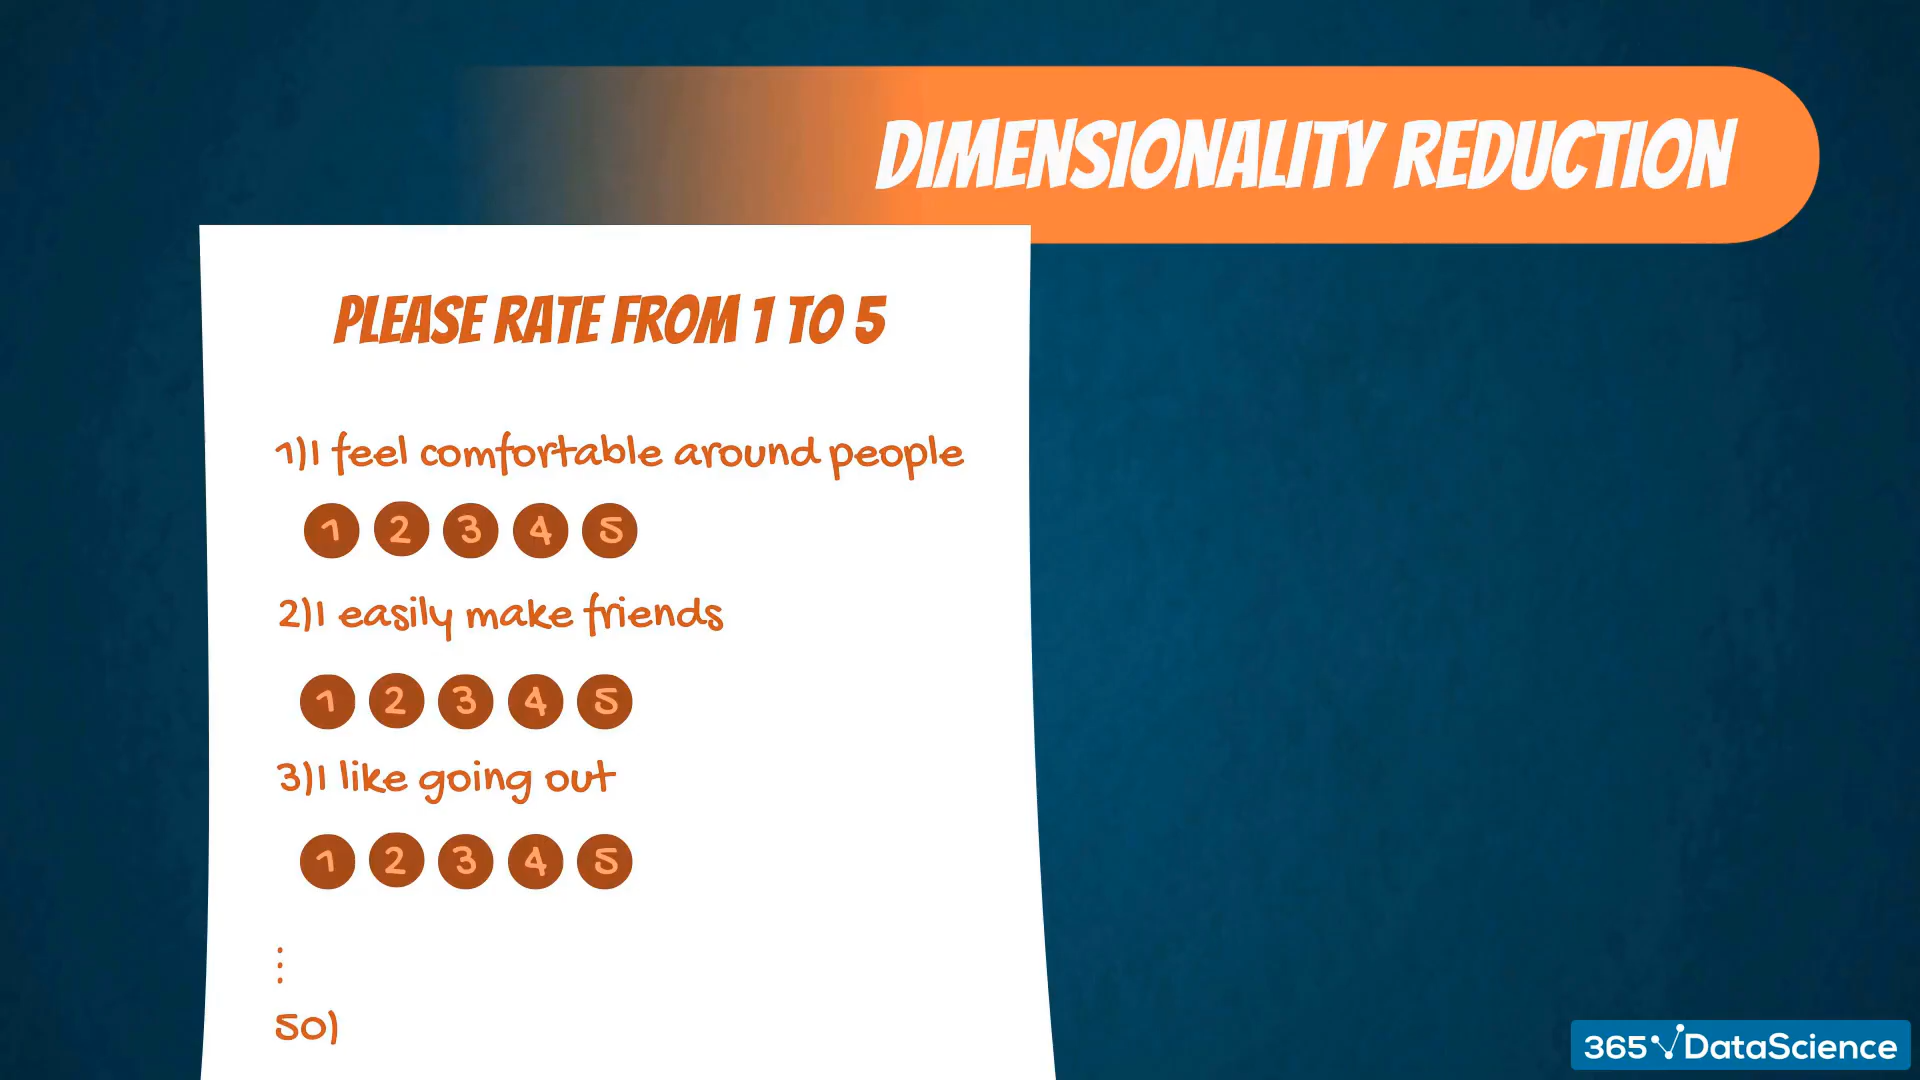 DIMENSIONALITY REDUCTION
PLEASE RATE FROM 1 TO 5
1)I feel comfortable around people
1 2 3 4 5
2)I easily make friends
1 2 3 4 5
3)I like going out
1 2 3 4 5
⋮
50)
365 DataScience